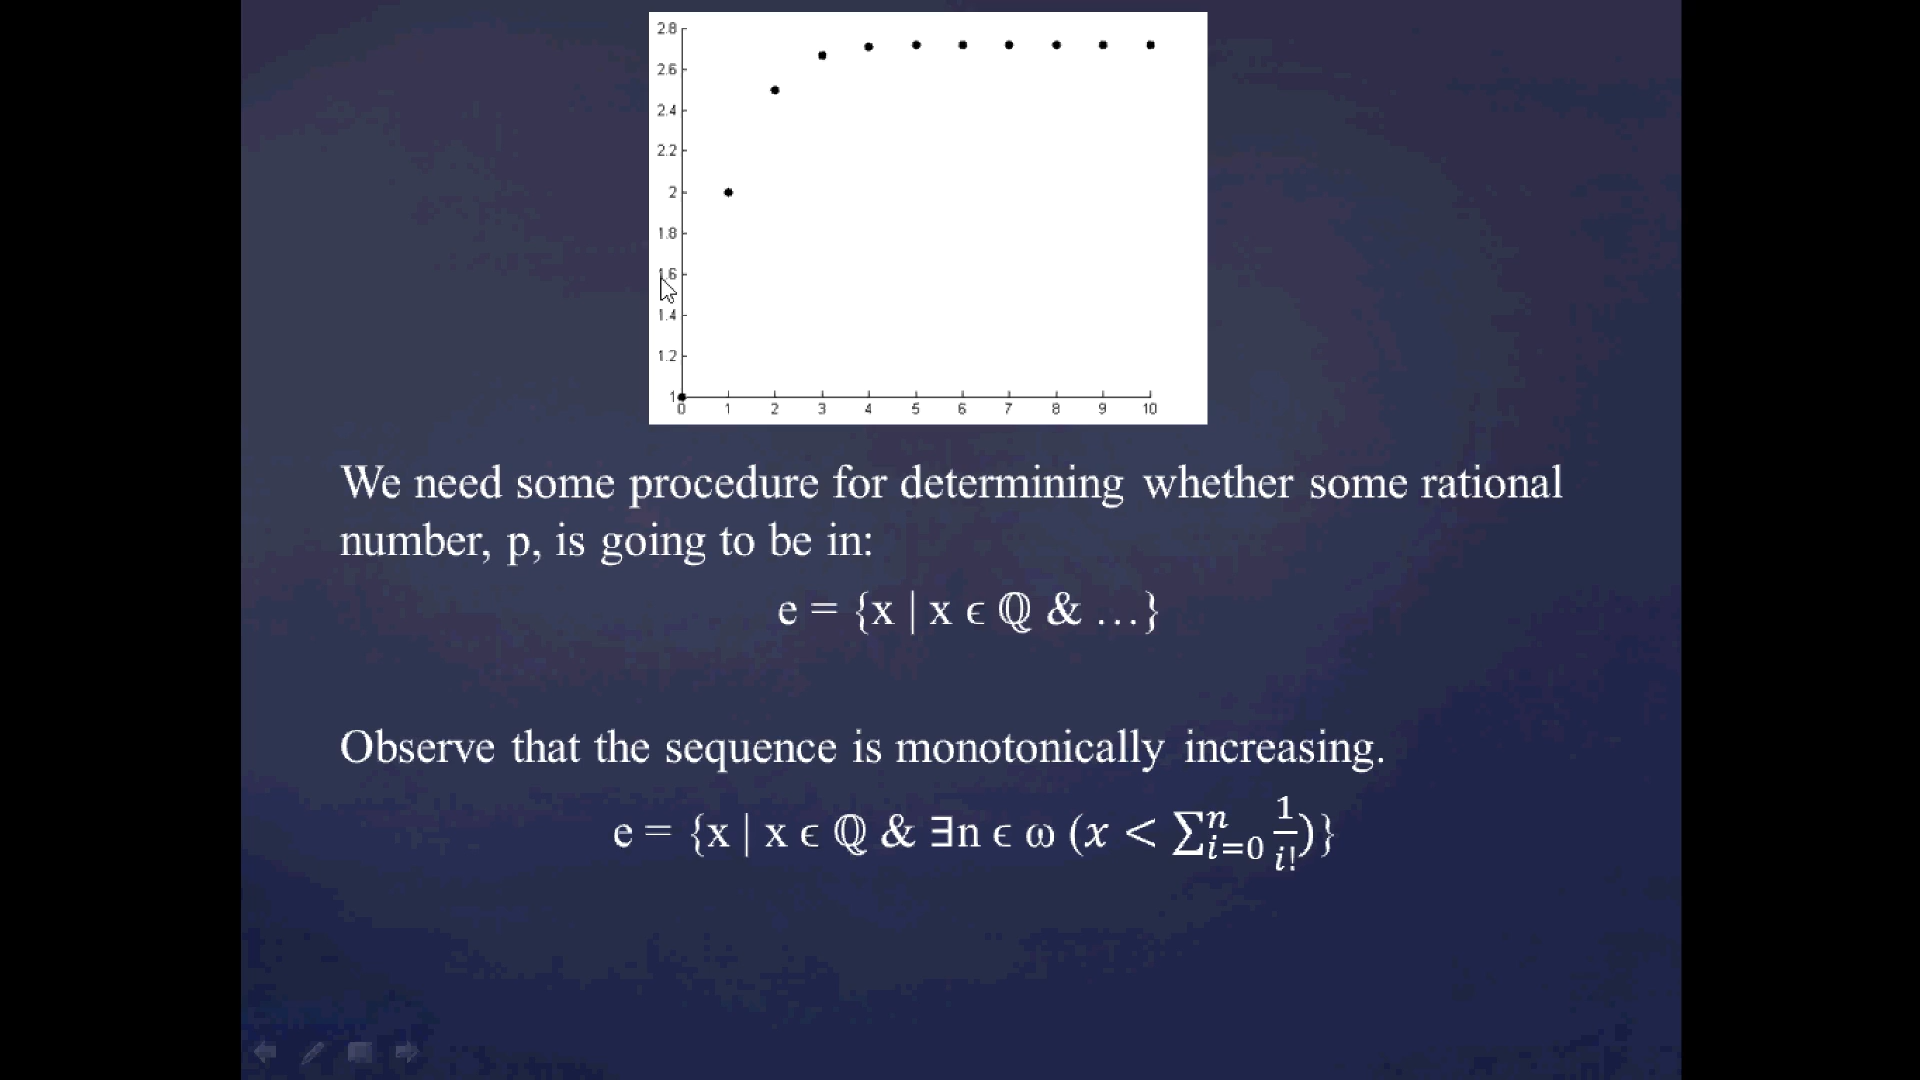 2.8
2.6
2.4
2.2
2
1.8
1.6
1.4
1.2
1
0 1 2 3 4 5 6 7 8 9 10
We need some procedure for determining whether some rational
number, p, is going to be in:
e = {x | x ϵ ℚ & …}
Observe that the sequence is monotonically increasing.
e = {x | x ϵ ℚ & ∃n ϵ ω (x < ∑ⁿᵢ₌₀ 1/i!)}